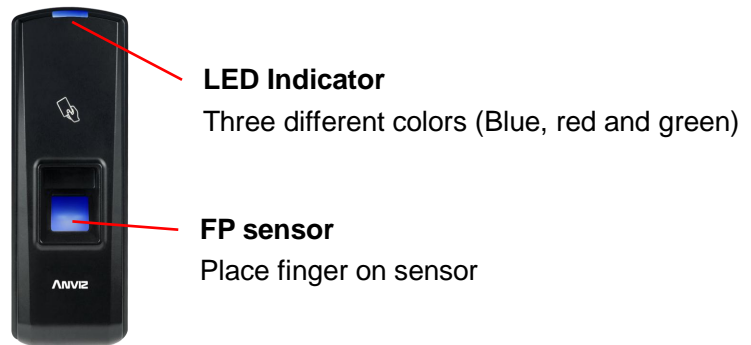 LED Indicator
Three different colors (Blue, red and green)
FP sensor
Place finger on sensor
ANVIZ